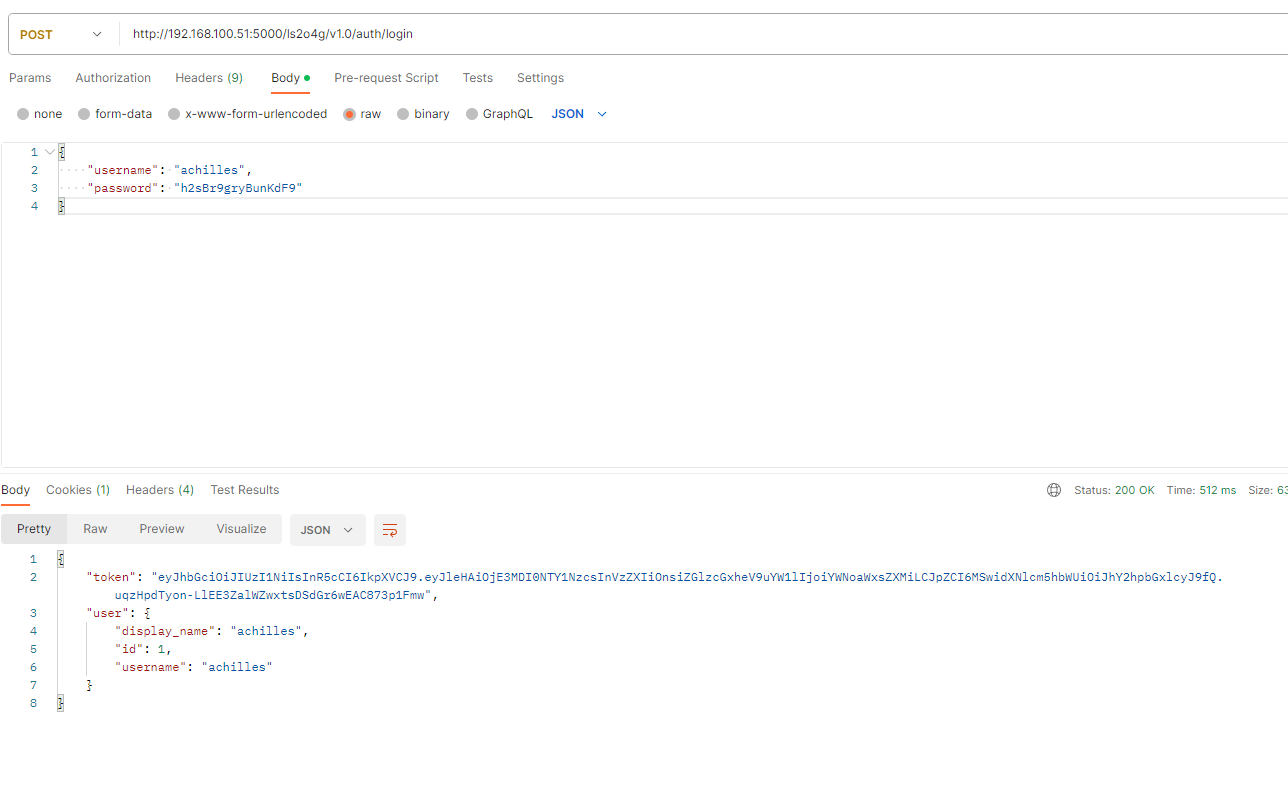 POST http://192.168.100.51:5000/ls2o4g/v1.0/auth/login
Params Authorization Headers (9) Body Pre-request Script Tests Settings
none form-data x-www-form-urlencoded raw binary GraphQL JSON
1 {
2 "username": "achilles",
3 "password": "h2sBr9gryBunKdF9"
4 }
Body Cookies (1) Headers (4) Test Results Status: 200 OK Time: 512 ms Size: 63
Pretty Raw Preview Visualize JSON
1 {
2 "token": "eyJhbGciOiJIUzI1NiIsInR5cCI6IkpXVCJ9.eyJleHAiOjE3MDI0NTY1NzcsInVzZXIiOnsiZGlzcGxheV9uYW1lIjoiYWNoaWxsZXMiLCJpZCI6MSwidXNlcm5hbWUiOiJhY2hpbGxlcyJ9fQ.
uqzHpdTyon-LlEE3ZalWZwxtsDSdGr6wEAC873p1Fmw",
3 "user": {
4 "display_name": "achilles",
5 "id": 1,
6 "username": "achilles"
7 }
8 }